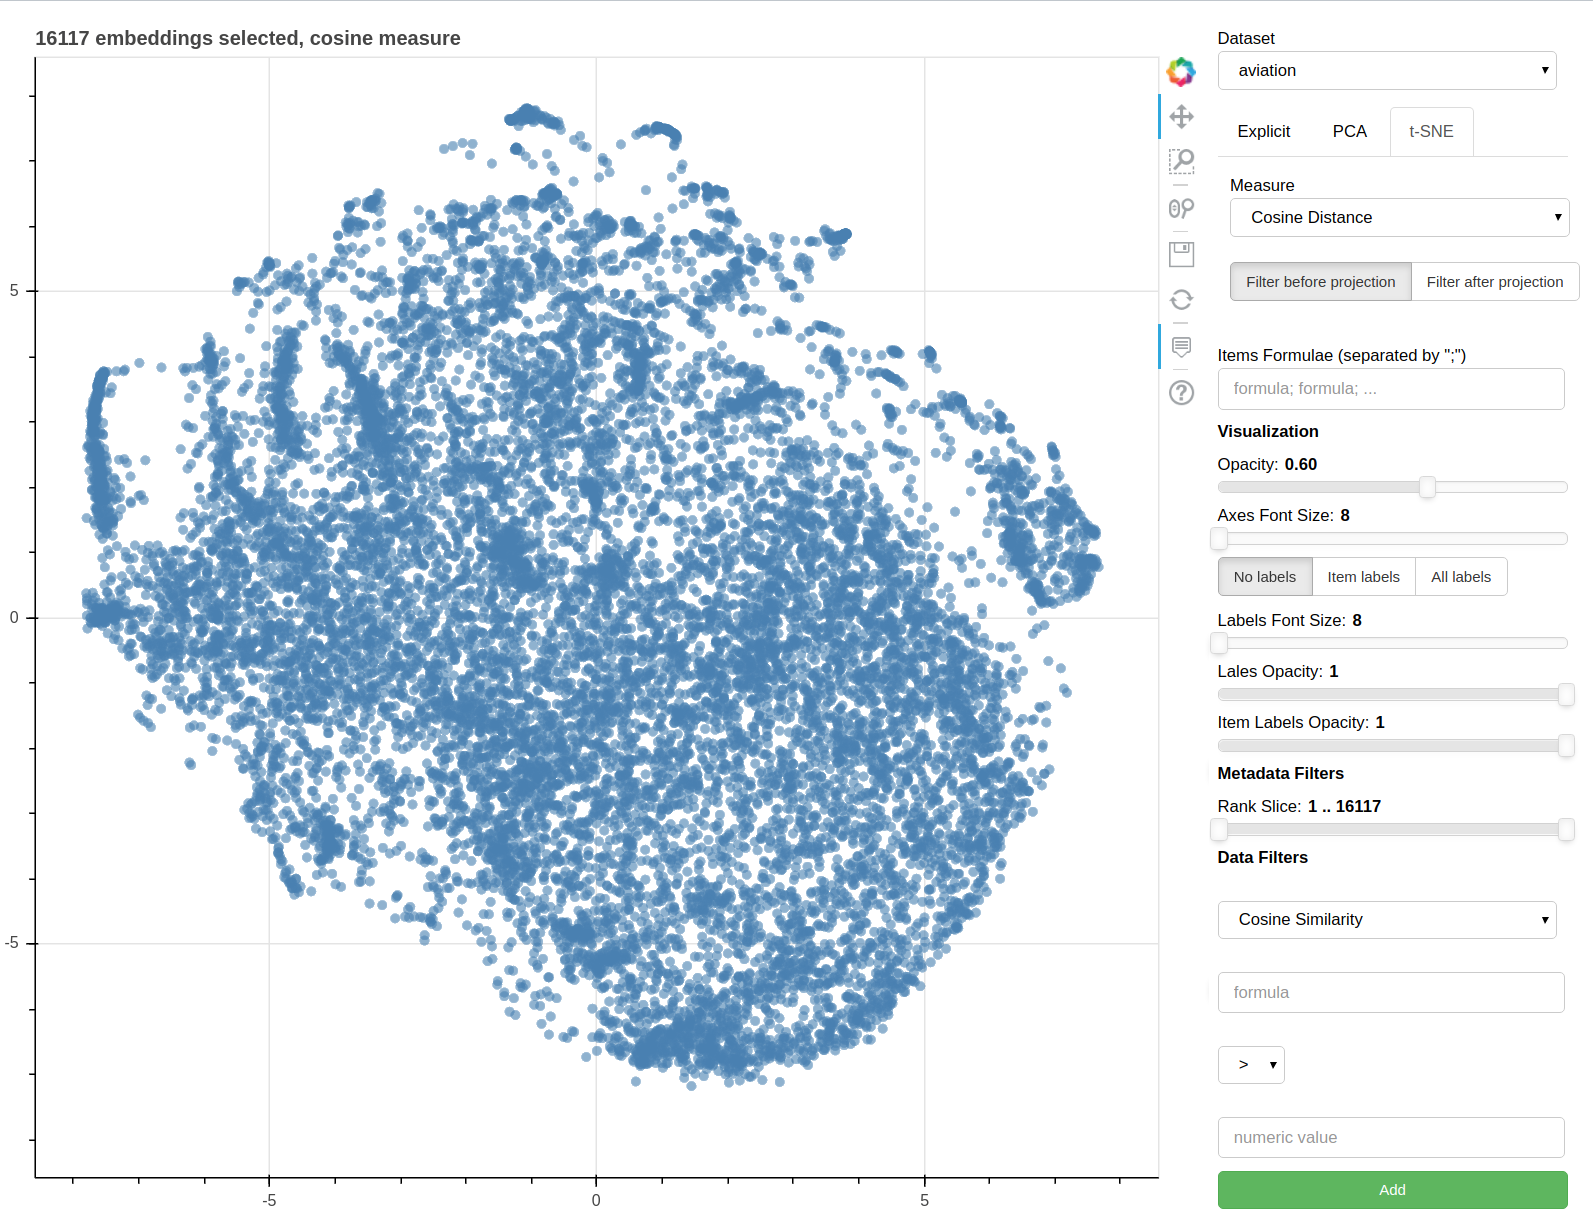 16117 embeddings selected, cosine measure
5
0
-5
-5
0
5
Dataset
aviation
Explicit
PCA
t-SNE
Measure
Cosine Distance
Filter before projection
Filter after projection
Items Formulae (separated by ";")
formula; formula; ...
Visualization
Opacity: 0.60
Axes Font Size: 8
No labels
Item labels
All labels
Labels Font Size: 8
Lales Opacity: 1
Item Labels Opacity: 1
Metadata Filters
Rank Slice: 1 .. 16117
Data Filters
Cosine Similarity
formula
>
numeric value
Add